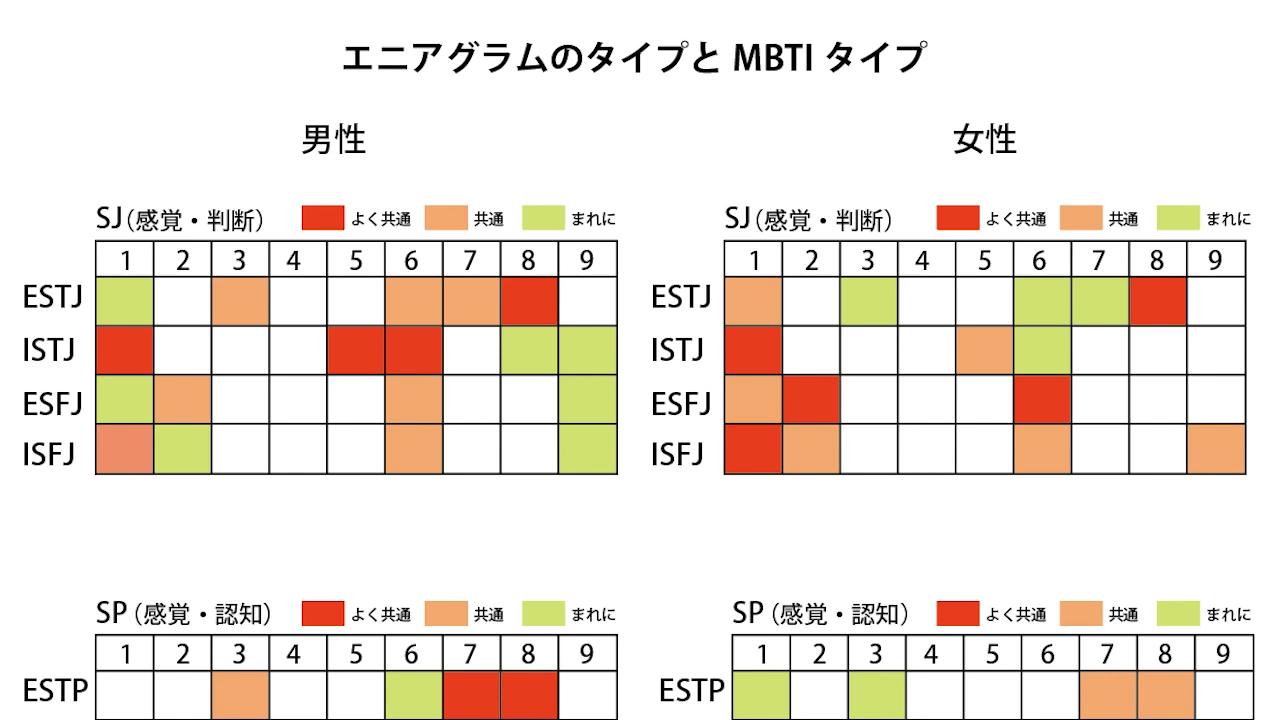 エニアグラムのタイプと MBTI タイプ
男性
女性
SJ（感覚・判断） よく共通 共通 まれに
1 2 3 4 5 6 7 8 9
ESTJ
ISTJ
ESFJ
ISFJ
SJ（感覚・判断） よく共通 共通 まれに
1 2 3 4 5 6 7 8 9
ESTJ
ISTJ
ESFJ
ISFJ
SP（感覚・認知） よく共通 共通 まれに
1 2 3 4 5 6 7 8 9
ESTP
SP（感覚・認知） よく共通 共通 まれに
1 2 3 4 5 6 7 8 9
ESTP